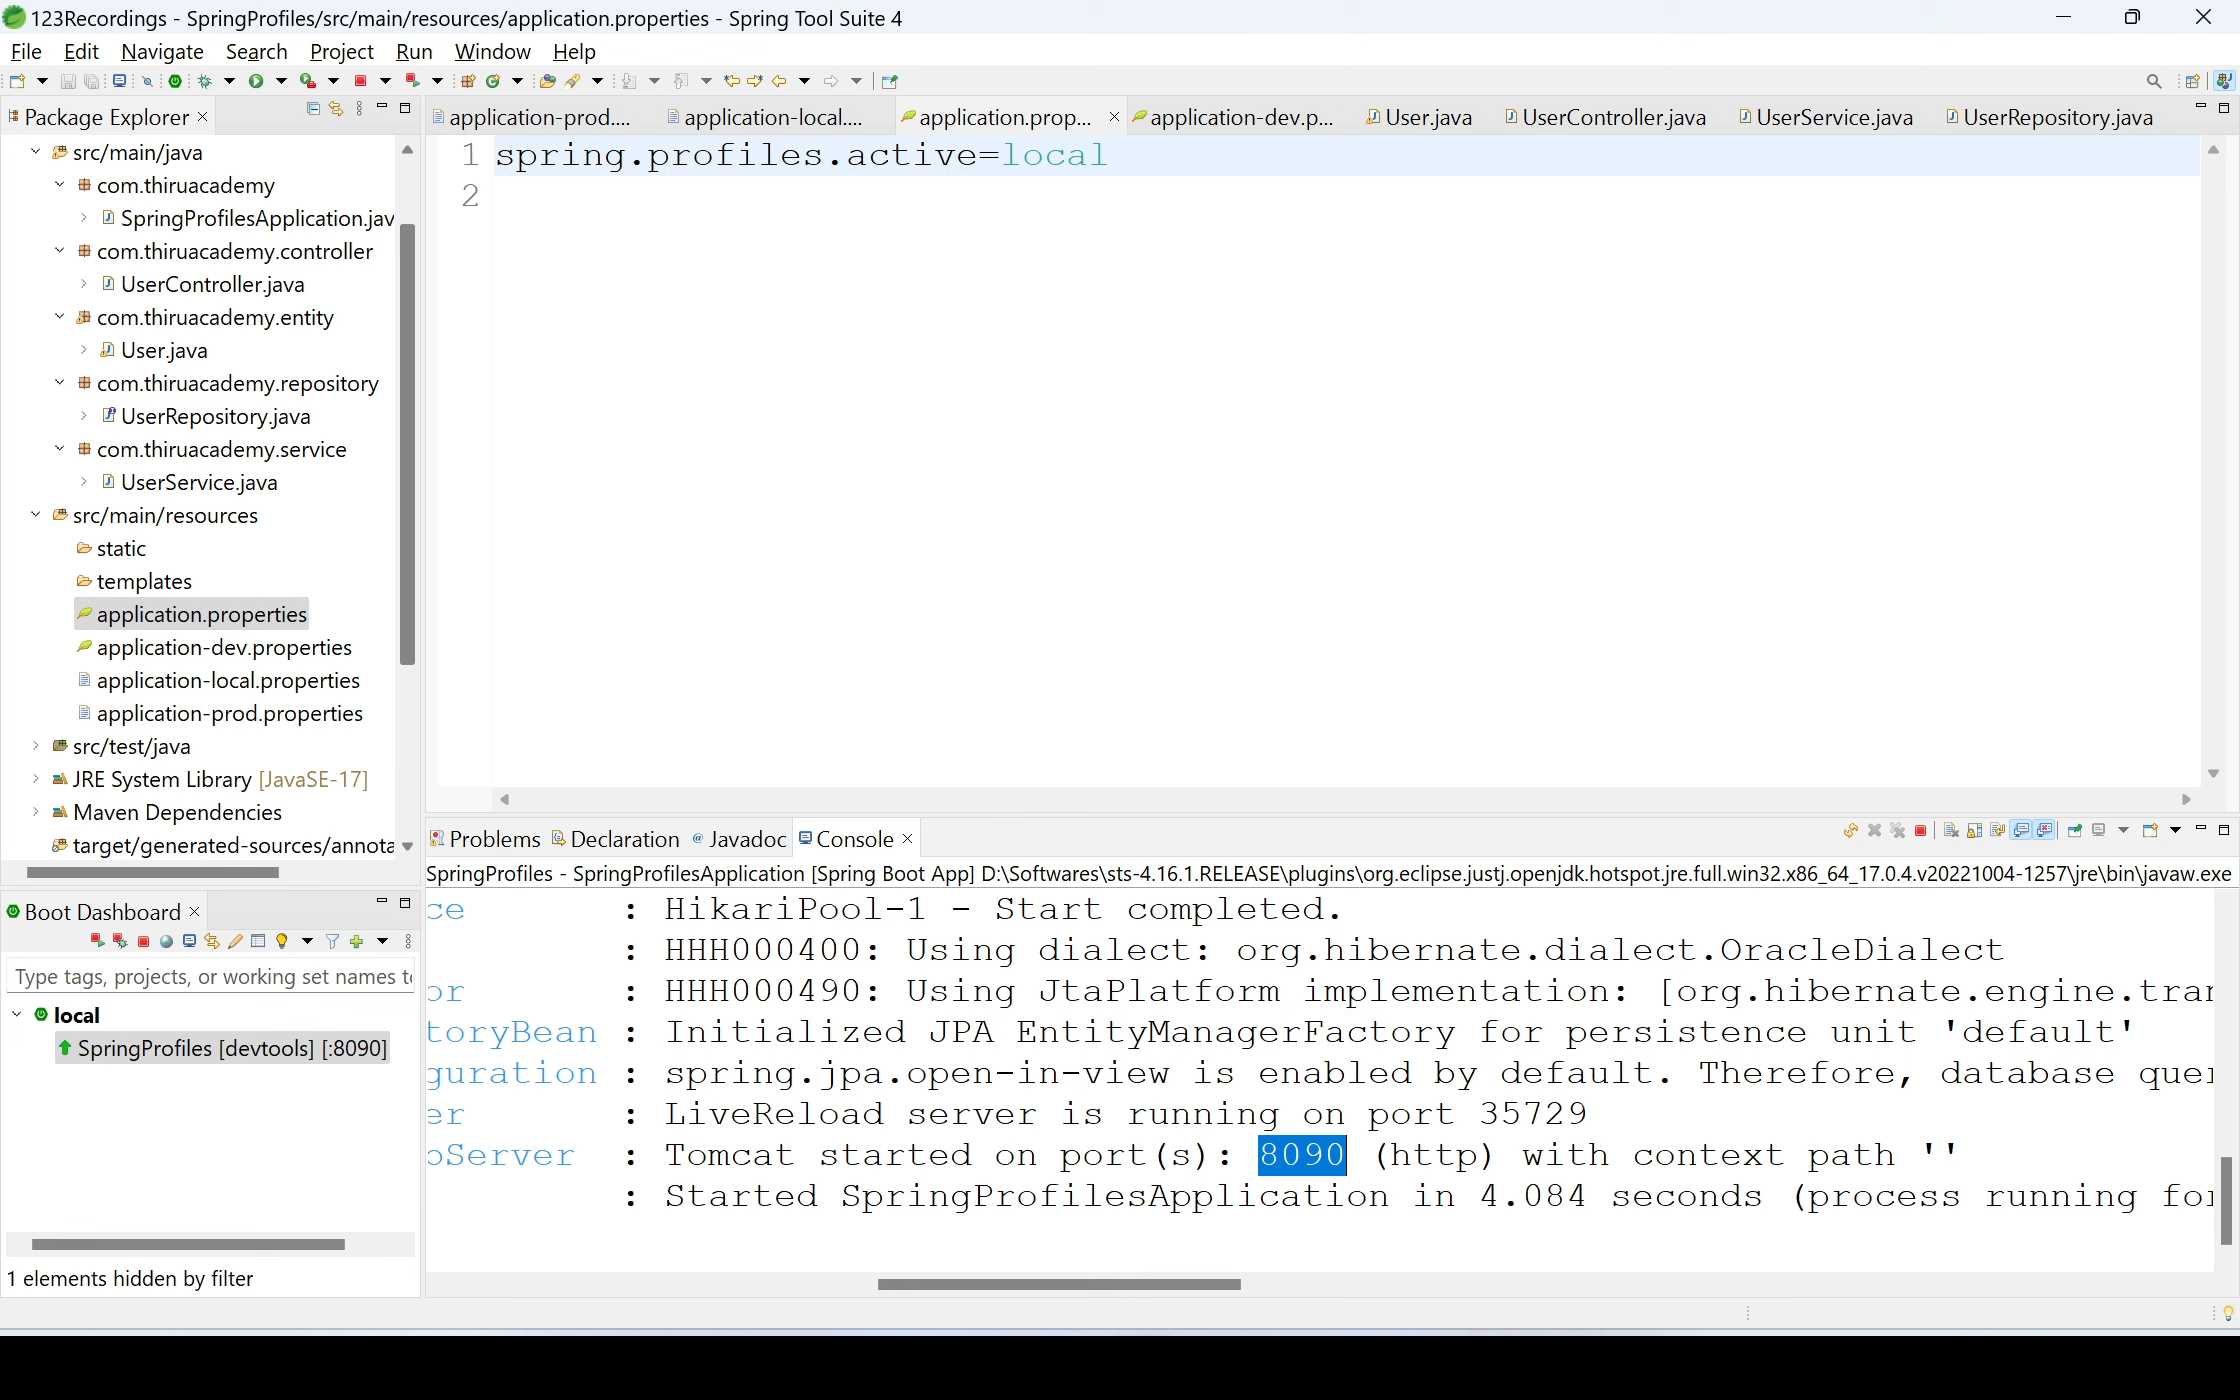 123Recordings - SpringProfiles/src/main/resources/application.properties - Spring Tool Suite 4
File Edit Navigate Search Project Run Window Help
Package Explorer
src/main/java
com.thiruacademy
SpringProfilesApplication.jav
com.thiruacademy.controller
UserController.java
com.thiruacademy.entity
User.java
com.thiruacademy.repository
UserRepository.java
com.thiruacademy.service
UserService.java
src/main/resources
static
templates
application.properties
application-dev.properties
application-local.properties
application-prod.properties
src/test/java
JRE System Library [JavaSE-17]
Maven Dependencies
target/generated-sources/annota
Boot Dashboard
Type tags, projects, or working set names to
local
SpringProfiles [devtools] [:8090]
1 elements hidden by filter
application-prod.... application-local.... application.prop... application-dev.p... User.java UserController.java UserService.java UserRepository.java
1 spring.profiles.active=local
2
Problems Declaration Javadoc Console
SpringProfiles - SpringProfilesApplication [Spring Boot App] D:\Softwares\sts-4.16.1.RELEASE\plugins\org.eclipse.justj.openjdk.hotspot.jre.full.win32.x86_64_17.0.4.v20221004-1257\jre\bin\javaw.exe
ce : HikariPool-1 - Start completed.
: HHH000400: Using dialect: org.hibernate.dialect.OracleDialect
or : HHH000490: Using JtaPlatform implementation: [org.hibernate.engine.tran
toryBean : Initialized JPA EntityManagerFactory for persistence unit 'default'
guration : spring.jpa.open-in-view is enabled by default. Therefore, database quer
er : LiveReload server is running on port 35729
oServer : Tomcat started on port(s): 8090 (http) with context path ''
: Started SpringProfilesApplication in 4.084 seconds (process running for